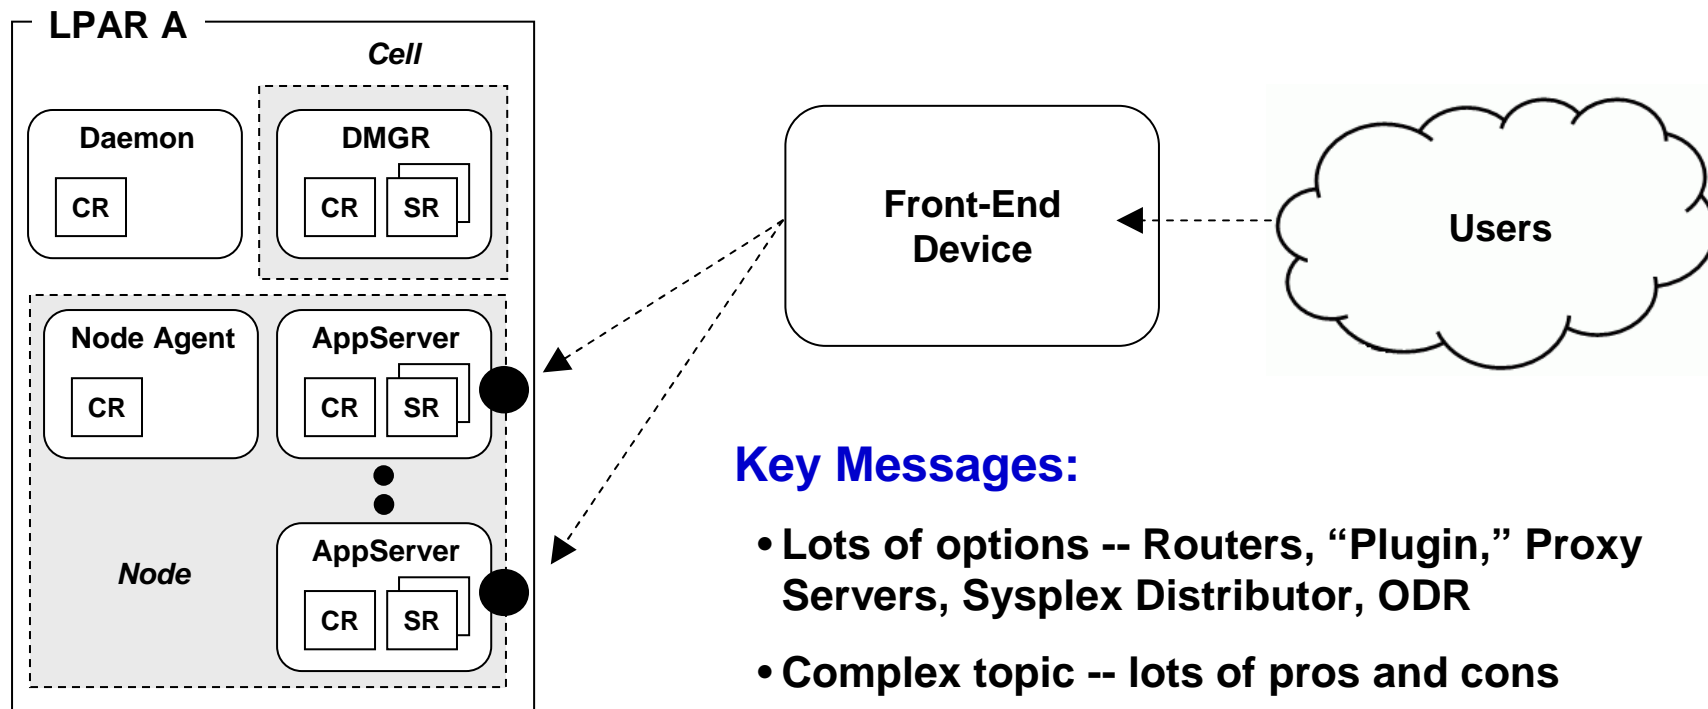 LPAR A
Cell
Daemon
CR
DMGR
CR
SR
Node Agent
CR
AppServer
CR
SR
AppServer
CR
SR
Node
Front-End
Device
Users
Key Messages:
• Lots of options -- Routers, “Plugin,” Proxy
Servers, Sysplex Distributor, ODR
• Complex topic -- lots of pros and cons